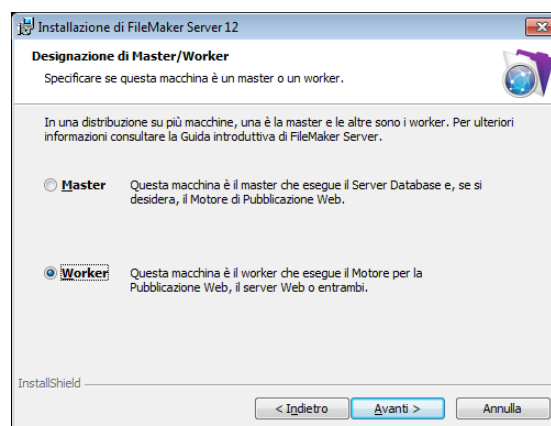 Installazione di FileMaker Server 12
Designazione di Master/Worker
Specificare se questa macchina è un master o un worker.
In una distribuzione su più macchine, una è la master e le altre sono i worker. Per ulteriori
informazioni consultare la Guida introduttiva di FileMaker Server.
Master Questa macchina è il master che esegue il Server Database e, se si
desidera, il Motore di Pubblicazione Web.
Worker Questa macchina è il worker che esegue il Motore per la
Pubblicazione Web, il server Web o entrambi.
InstallShield
< Indietro Avanti > Annulla